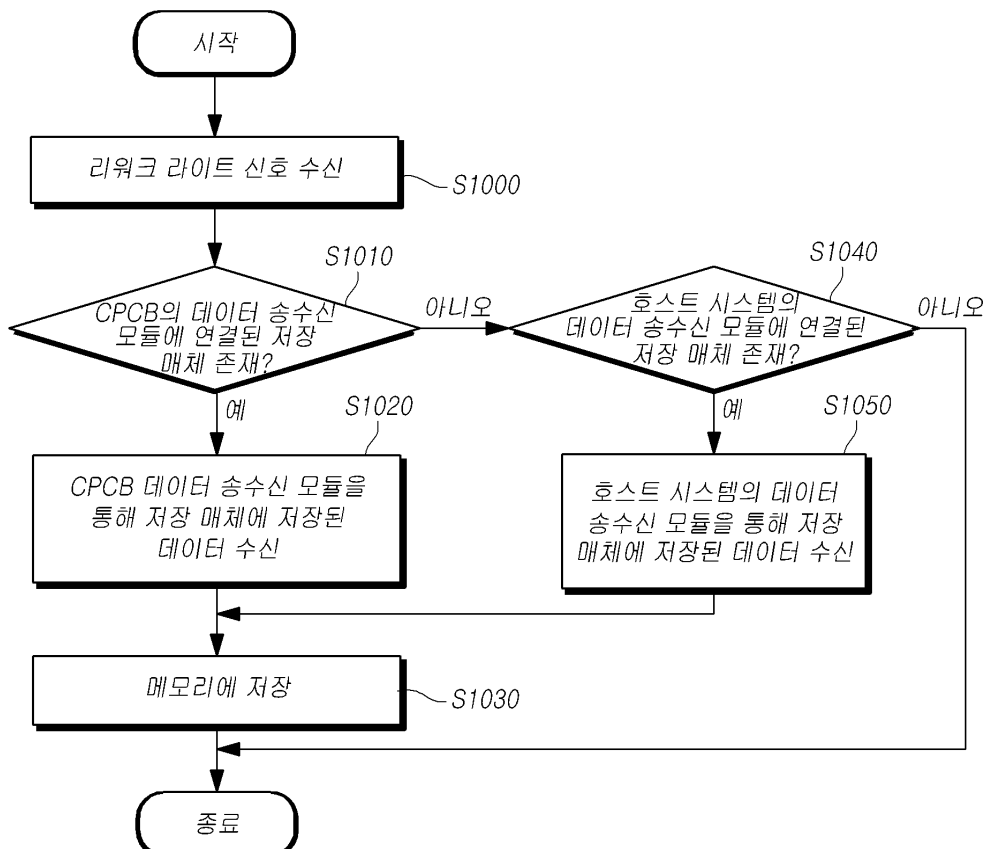 시작
리워크 라이트 신호 수신
S1000
S1010
CPCB의 데이터 송수신
모듈에 연결된 저장
매체 존재?
아니오
S1040
호스트 시스템의
데이터 송수신 모듈에 연결된
저장 매체 존재?
아니오
예
S1020
CPCB 데이터 송수신 모듈을
통해 저장 매체에 저장된
데이터 수신
예
S1050
호스트 시스템의 데이터
송수신 모듈을 통해 저장
매체에 저장된 데이터 수신
메모리에 저장
S1030
종료